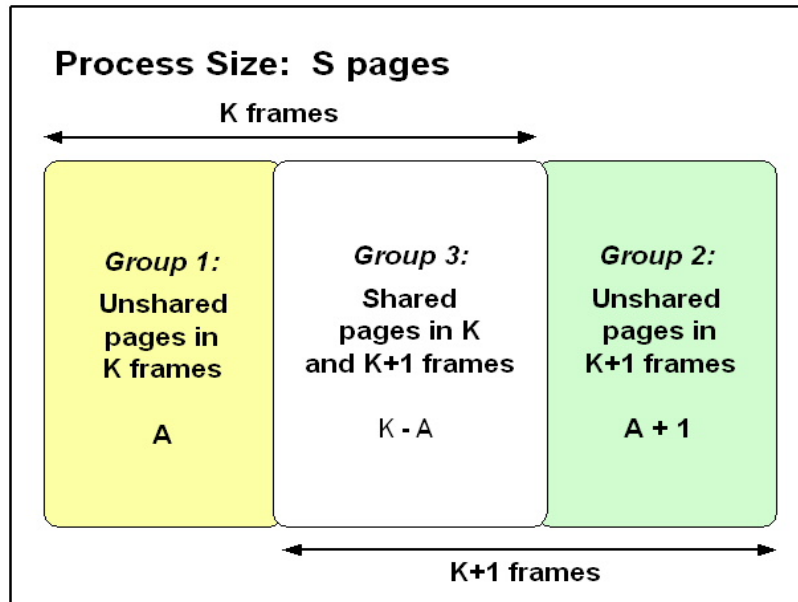 Process Size: S pages
K frames
Group 1:
Unshared
pages in
K frames
A
Group 3:
Shared
pages in K
and K+1 frames
K - A
Group 2:
Unshared
pages in
K+1 frames
A + 1
K+1 frames